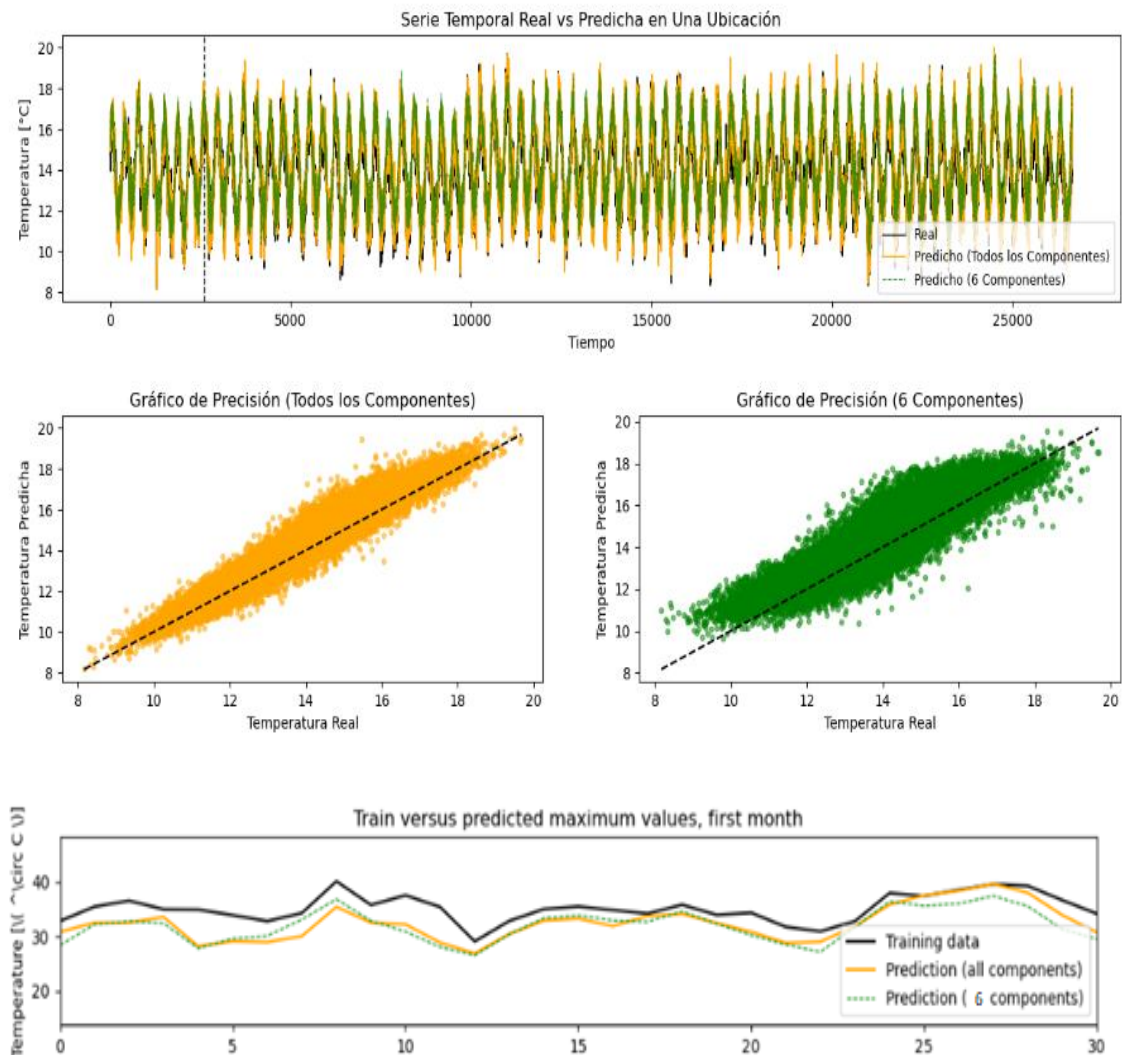 Serie Temporal Real vs Predicha en Una Ubicación
Temperatura [°C]
20
18
16
14
12
10
8
Real
Predicho (Todos los Componentes)
Predicho (6 Componentes)
0 5000 10000 15000 20000 25000
Tiempo
Gráfico de Precisión (Todos los Componentes)
Temperatura Predicha
20
18
16
14
12
10
8
8 10 12 14 16 18 20
Temperatura Real
Gráfico de Precisión (6 Componentes)
Temperatura Predicha
20
18
16
14
12
10
8
8 10 12 14 16 18 20
Temperatura Real
Train versus predicted maximum values, first month
Temperature [\( ^\circ C \)]
40
30
20
Training data
Prediction (all components)
Prediction ( 6 components)
0 5 10 15 20 25 30